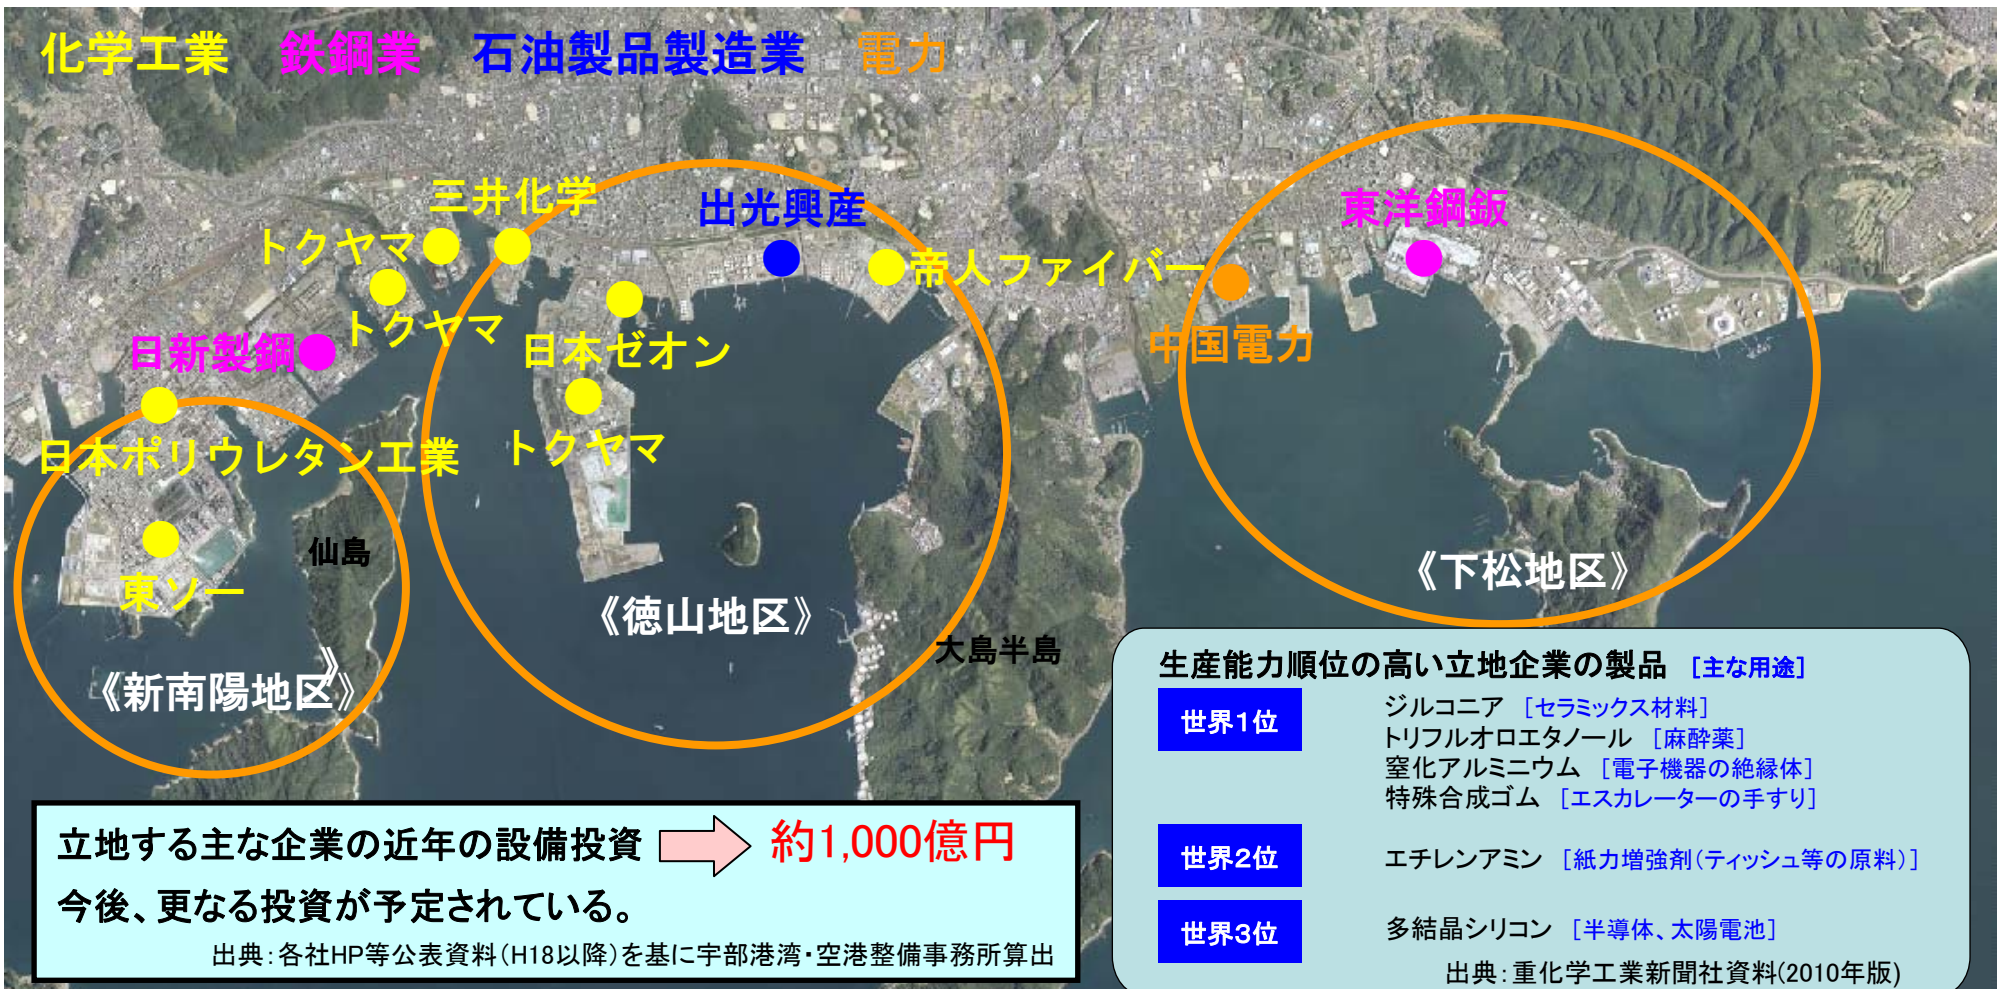 化学工業　鉄鋼業　石油製品製造業　電力
三井化学
トクヤマ
トクヤマ
日新製鋼
日本ポリウレタン工業
東ソー
仙島
《新南陽地区》
》
出光興産
帝人ファイバー
日本ゼオン
トクヤマ
《徳山地区》
大島半島
東洋鋼鈑
中国電力
《下松地区》
立地する主な企業の近年の設備投資　約1,000億円
今後、更なる投資が予定されている。
出典：各社HP等公表資料（H18以降）を基に宇部港湾・空港整備事務所算出
生産能力順位の高い立地企業の製品　[主な用途]
世界1位
ジルコニア　[セラミックス材料]
トリフルオロエタノール　[麻酔薬]
窒化アルミニウム　[電子機器の絶縁体]
特殊合成ゴム　[エスカレーターの手すり]
世界2位
エチレンアミン　[紙力増強剤（ティッシュ等の原料）]
世界3位
多結晶シリコン　[半導体、太陽電池]
出典：重化学工業新聞社資料(2010年版)